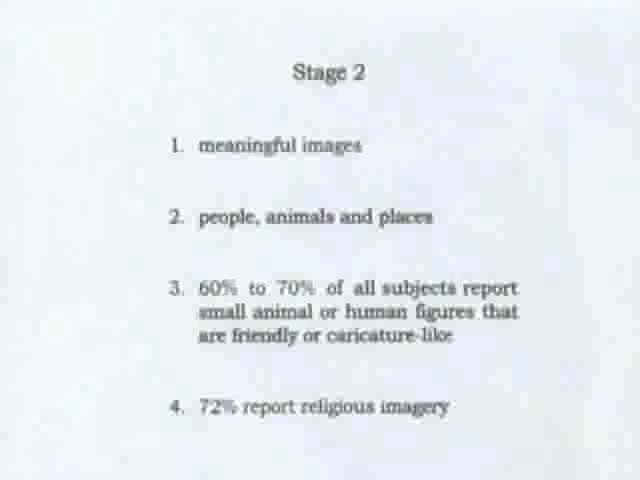 Stage 2
1. meaningful images
2. people, animals and places
3. 60% to 70% of all subjects report
small animal or human figures that
are friendly or caricature-like
4. 72% report religious imagery